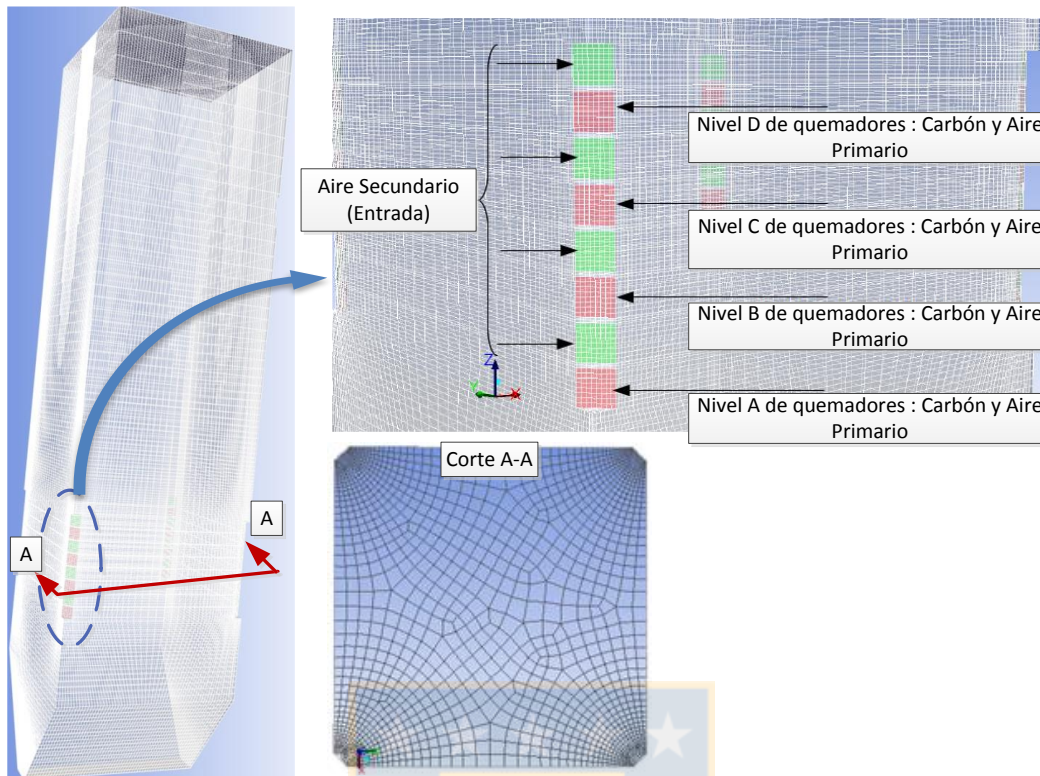 Nivel D de quemadores : Carbón y Aire
Primario
Aire Secundario
(Entrada)
Nivel C de quemadores : Carbón y Aire
Primario
Nivel B de quemadores : Carbón y Aire
Primario
Z
Y
X
Nivel A de quemadores : Carbón y Aire
Primario
Corte A-A
A
A